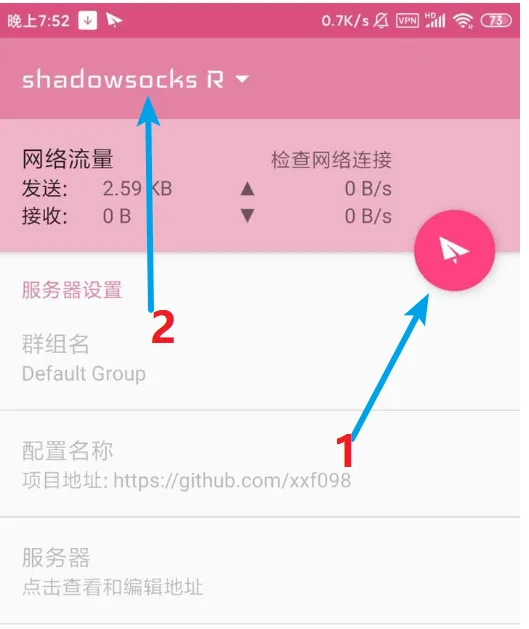 晚上7:52 0.7K/s VPN HD 73
shadowsocks R
网络流量 检查网络连接
发送: 2.59 KB ▲ 0 B/s
接收: 0 B ▼ 0 B/s
服务器设置
2
群组名
Default Group
1
配置名称
项目地址: https://github.com/xxf098
服务器
点击查看和编辑地址